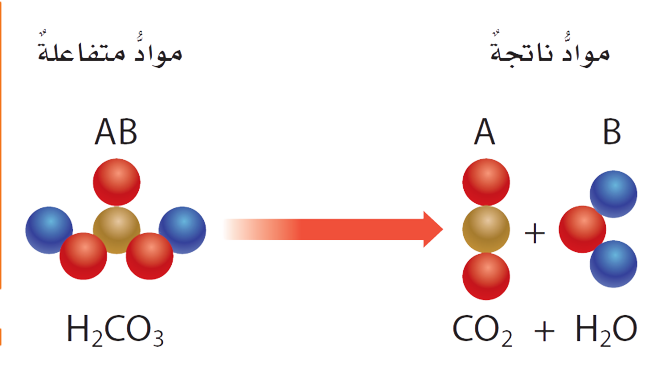 موادُّ متفاعلةٌ
موادُّ ناتجةٌ
AB
A
B
+
H₂CO₃
CO₂ + H₂O